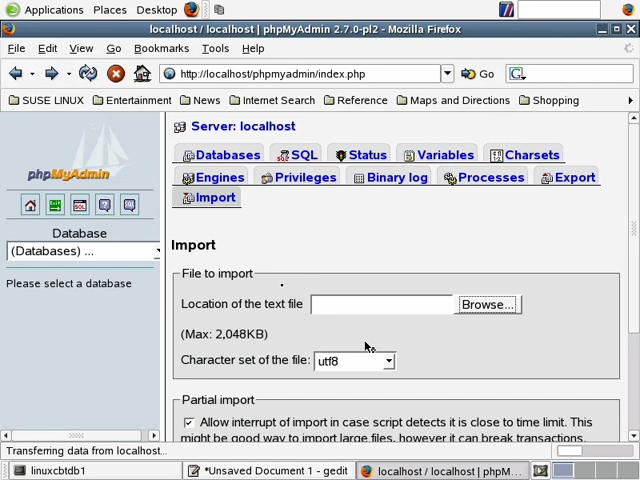 Applications Places Desktop
localhost / localhost | phpMyAdmin 2.7.0-pl2 - Mozilla Firefox
File Edit View Go Bookmarks Tools Help
http://localhost/phpmyadmin/index.php Go G
SUSE LINUX Entertainment News Internet Search Reference Maps and Directions Shopping
phpMyAdmin
Database
(Databases) ...
Please select a database
Server: localhost
Databases SQL Status Variables Charsets
Engines Privileges Binary log Processes Export
Import
Import
File to import
Location of the text file Browse...
(Max: 2,048KB)
Character set of the file: utf8
Partial import
Allow interrupt of import in case script detects it is close to time limit. This
might be good way to import large files, however it can break transactions.
Transferring data from localhost...
linuxcbtdb1 *Unsaved Document 1 - gedit localhost / localhost | phpM...